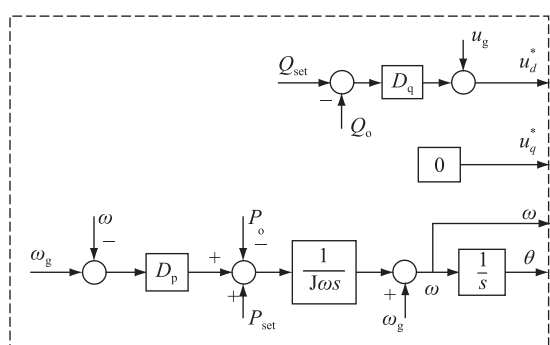 u_g
Q_set
D_q
u_d^*
−
Q_o
0
u_q^*
ω
−
P_o
−
ω
ω_g
D_p
+
1
Jωs
1
s
θ
+
+
ω
P_set
ω_g